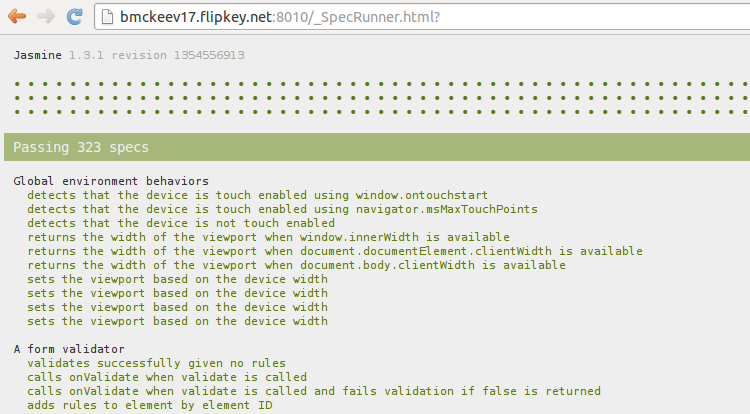 bmckeev17.flipkey.net:8010/_SpecRunner.html?
Jasmine 1.3.1 revision 1354556913
Passing 323 specs
Global environment behaviors
detects that the device is touch enabled using window.ontouchstart
detects that the device is touch enabled using navigator.msMaxTouchPoints
detects that the device is not touch enabled
returns the width of the viewport when window.innerWidth is available
returns the width of the viewport when document.documentElement.clientWidth is available
returns the width of the viewport when document.body.clientWidth is available
sets the viewport based on the device width
sets the viewport based on the device width
sets the viewport based on the device width
sets the viewport based on the device width
A form validator
validates successfully given no rules
calls onValidate when validate is called
calls onValidate when validate is called and fails validation if false is returned
adds rules to element by element ID